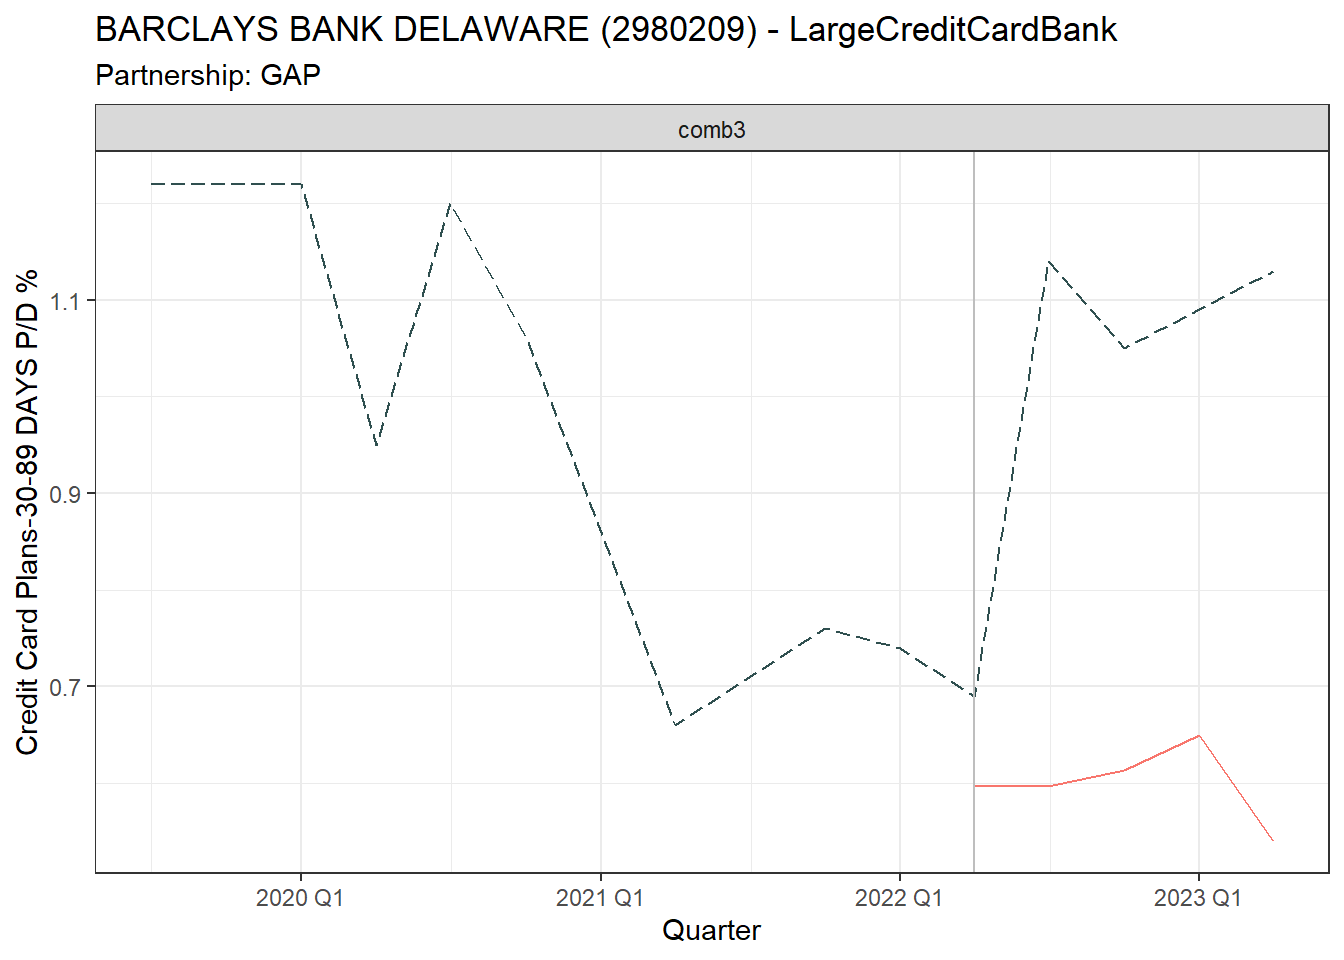 BARCLAYS BANK DELAWARE (2980209) - LargeCreditCardBank
Partnership: GAP
comb3
Credit Card Plans-30-89 DAYS P/D %
1.1
0.9
0.7
2020 Q1
2021 Q1
2022 Q1
2023 Q1
Quarter